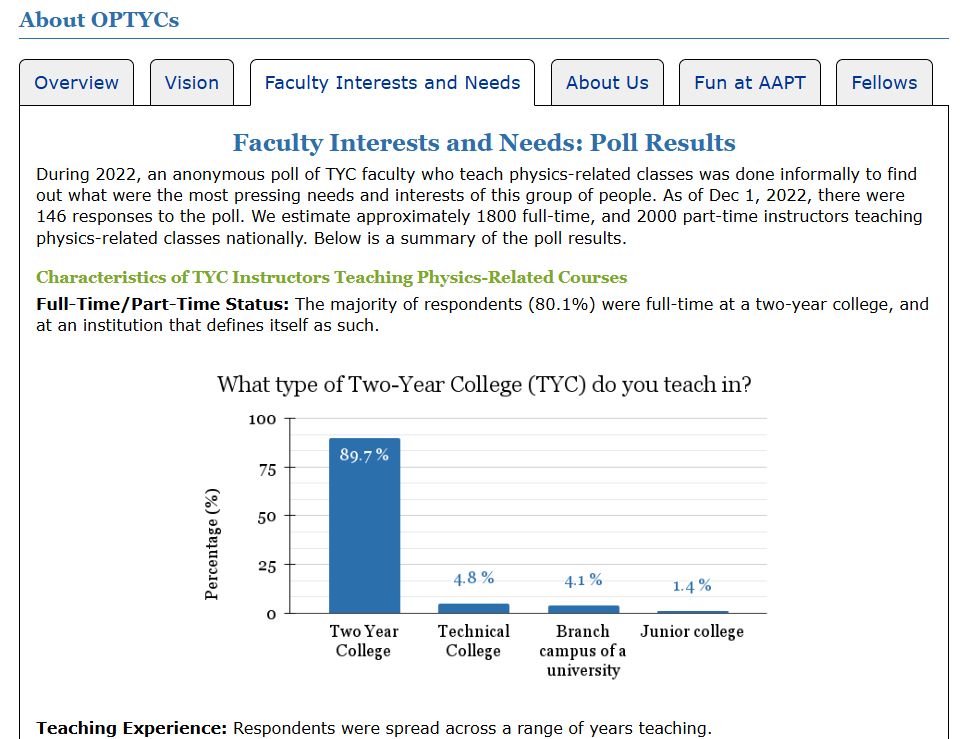 About OPTYCs
Overview
Vision
Faculty Interests and Needs
About Us
Fun at AAPT
Fellows
Faculty Interests and Needs: Poll Results
During 2022, an anonymous poll of TYC faculty who teach physics-related classes was done informally to find
out what were the most pressing needs and interests of this group of people. As of Dec 1, 2022, there were
146 responses to the poll. We estimate approximately 1800 full-time, and 2000 part-time instructors teaching
physics-related classes nationally. Below is a summary of the poll results.
Characteristics of TYC Instructors Teaching Physics-Related Courses
Full-Time/Part-Time Status: The majority of respondents (80.1%) were full-time at a two-year college, and
at an institution that defines itself as such.
What type of Two-Year College (TYC) do you teach in?
Percentage (%)
100
75
50
25
0
89.7 %
4.8 %
4.1 %
1.4 %
Two Year
College
Technical
College
Branch
campus of a
university
Junior college
Teaching Experience: Respondents were spread across a range of years teaching.